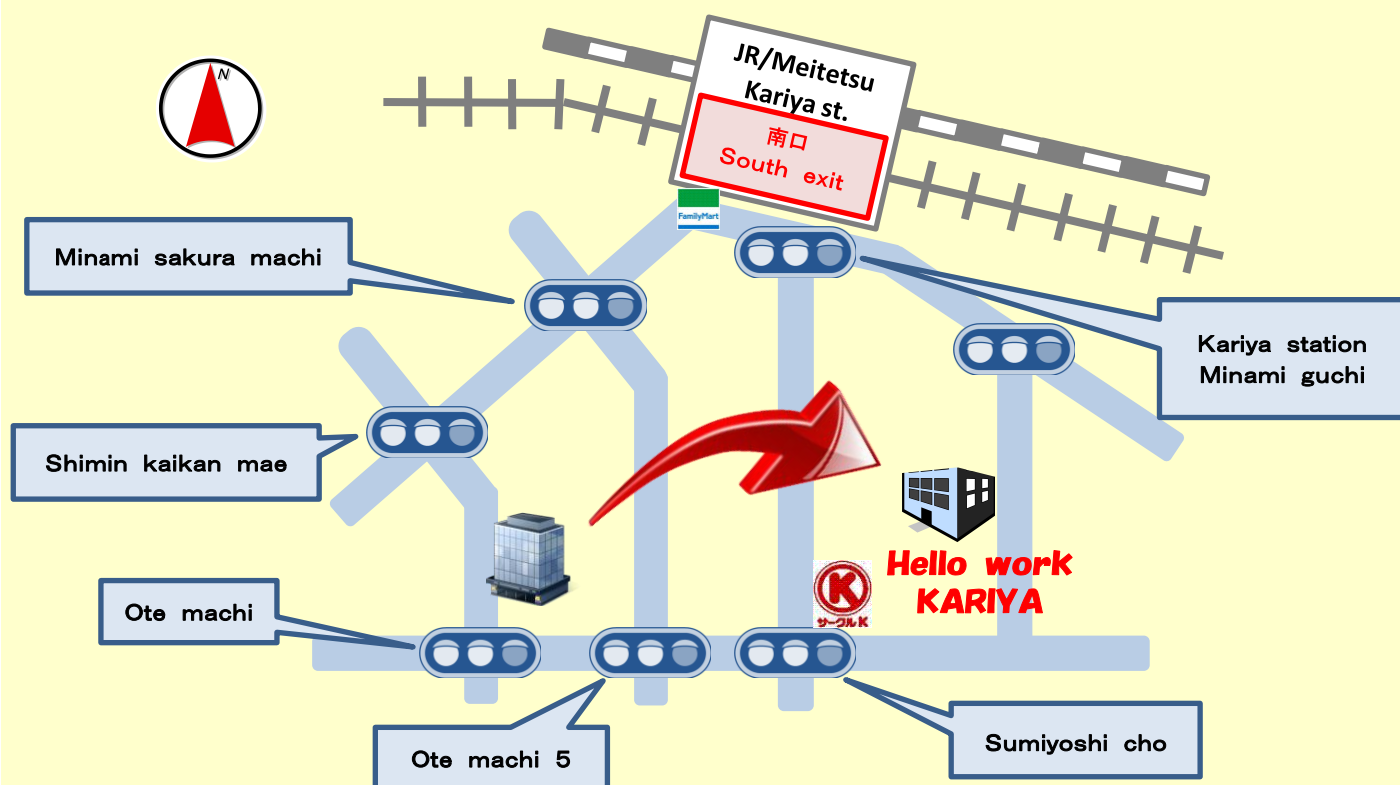 N
JR/Meitetsu
Kariya st.
南口
South exit
FamilyMart
Minami sakura machi
Kariya station
Minami guchi
Shimin kaikan mae
Hello work
KARIYA
K
サークルK
Ote machi
Ote machi 5
Sumiyoshi cho